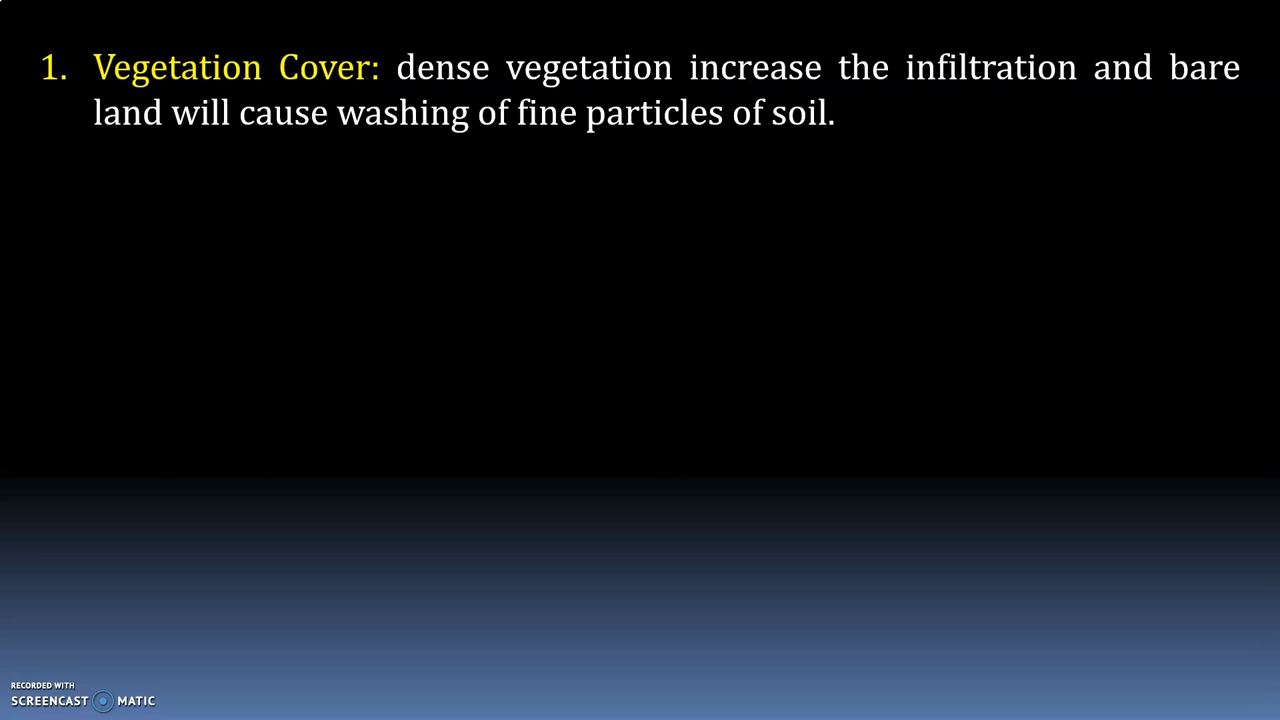 1. Vegetation Cover: dense vegetation increase the infiltration and bare
land will cause washing of fine particles of soil.
RECORDED WITH
SCREENCAST MATIC